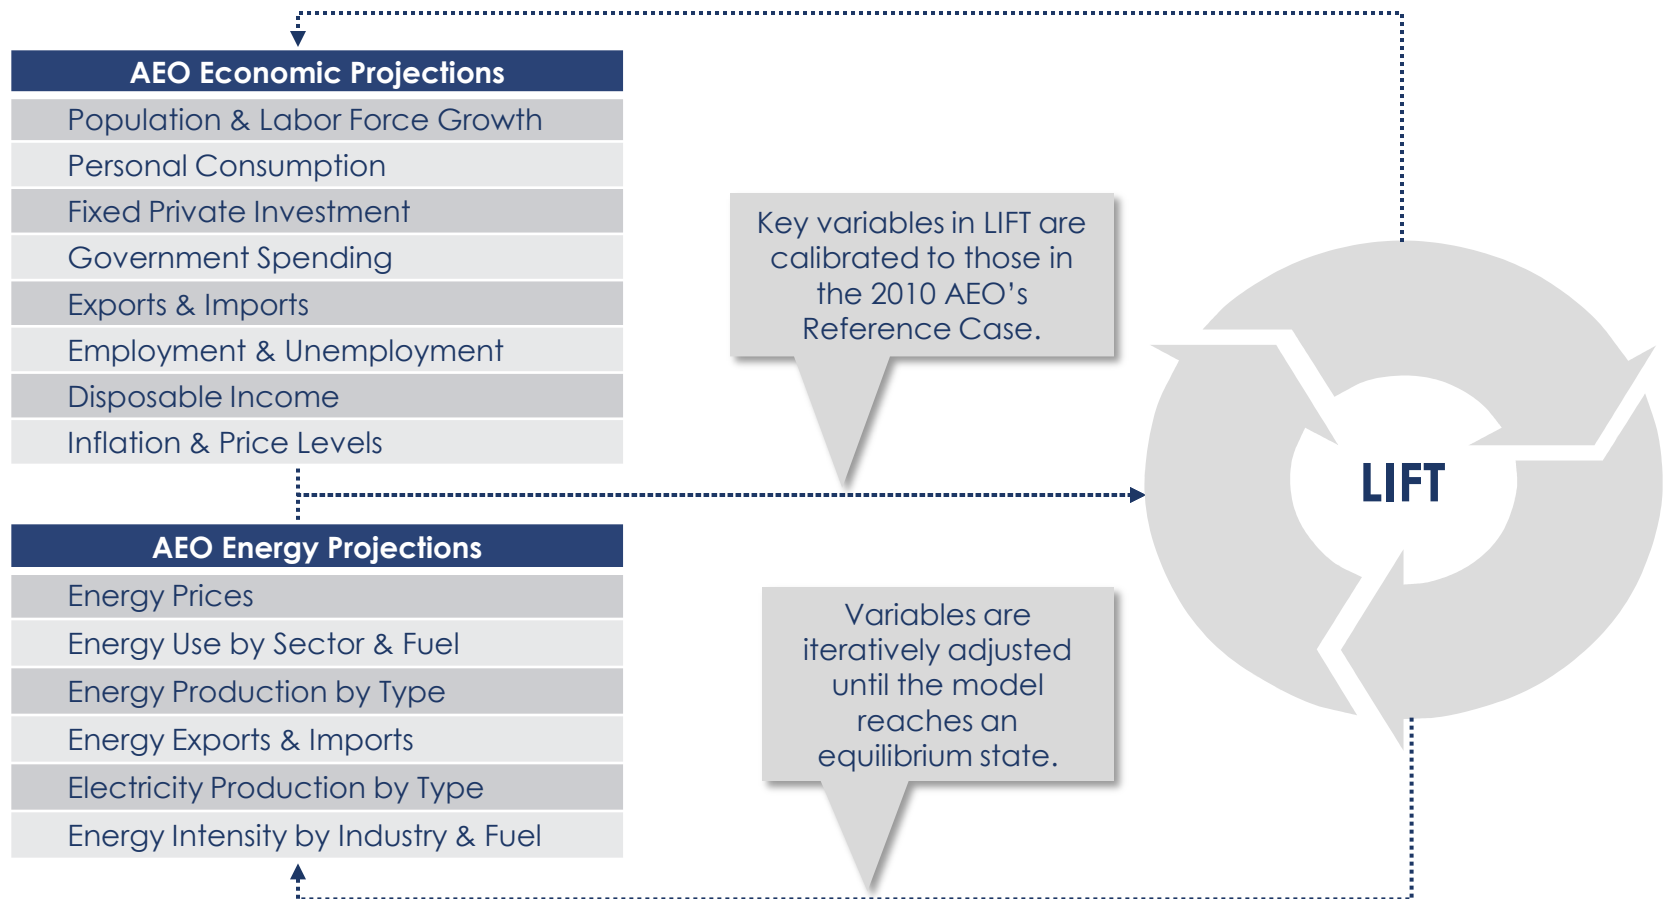 AEO Economic Projections
Population & Labor Force Growth
Personal Consumption
Fixed Private Investment
Government Spending
Exports & Imports
Employment & Unemployment
Disposable Income
Inflation & Price Levels
Key variables in LIFT are
calibrated to those in
the 2010 AEO’s
Reference Case.
LIFT
AEO Energy Projections
Energy Prices
Energy Use by Sector & Fuel
Energy Production by Type
Energy Exports & Imports
Electricity Production by Type
Energy Intensity by Industry & Fuel
Variables are
iteratively adjusted
until the model
reaches an
equilibrium state.